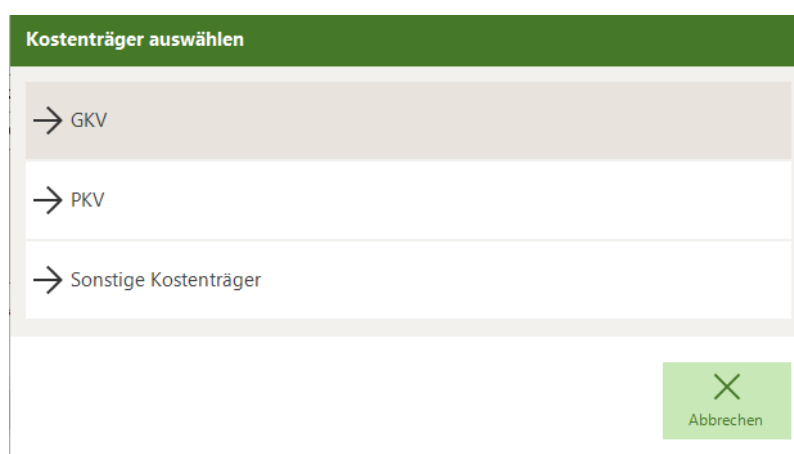 Kostenträger auswählen
GKV
PKV
Sonstige Kostenträger
Abbrechen